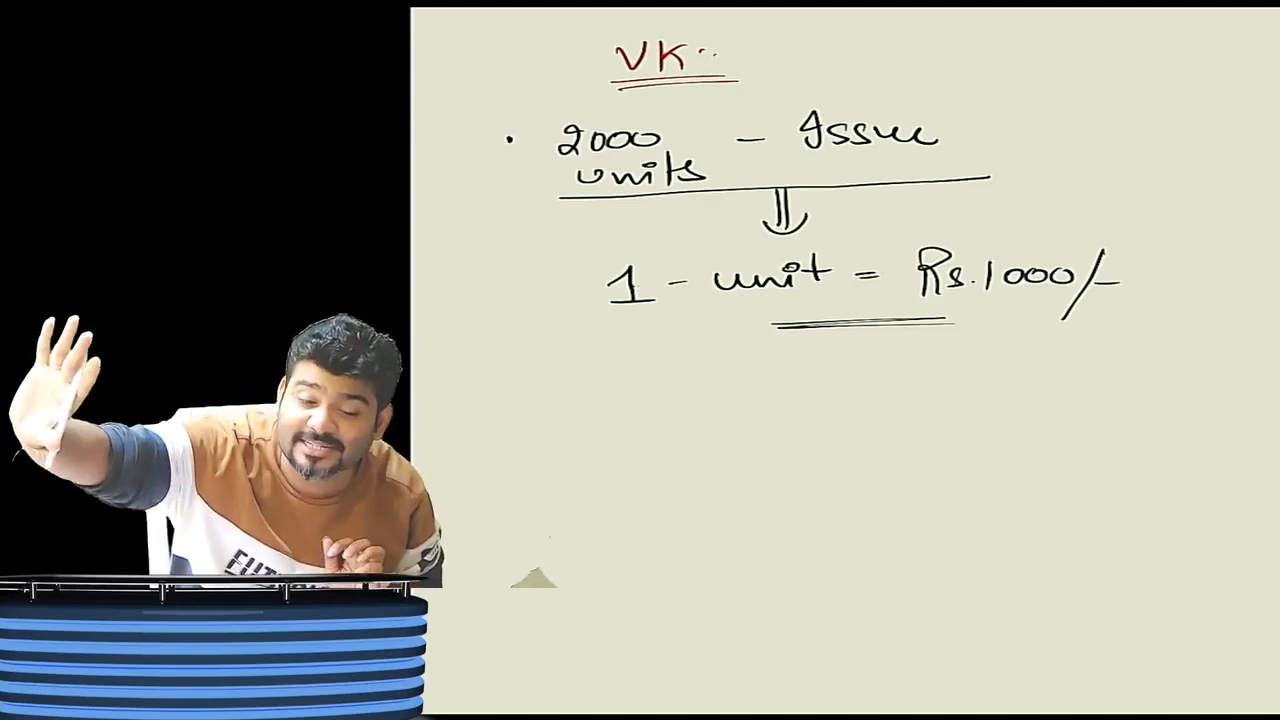 VK
2000 - Issue
units
1 - unit = Rs.1000/-